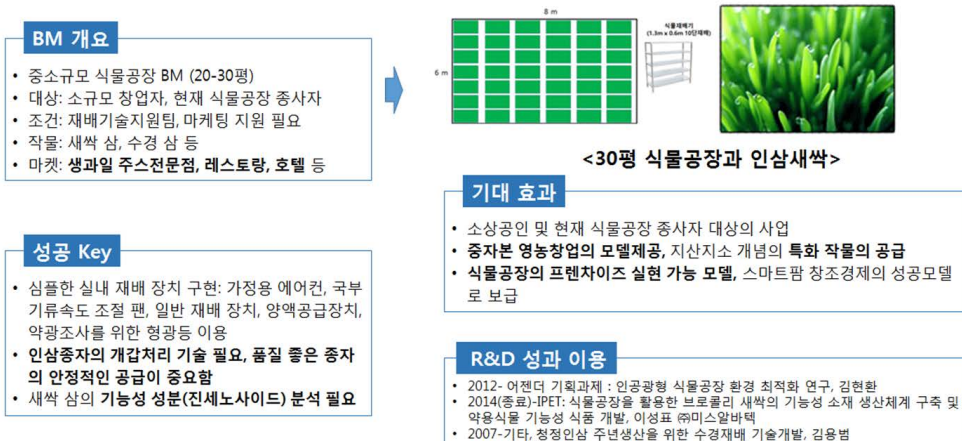 BM 개요
• 중소규모 식물공장 BM (20-30평)
• 대상: 소규모 창업자, 현재 식물공장 종사자
• 조건: 재배기술지원팀, 마케팅 지원 필요
• 작물: 새싹 삼, 수경 삼 등
• 마켓: 생과일 주스전문점, 레스토랑, 호텔 등
성공 Key
• 심플한 실내 재배 장치 구현: 가정용 에어컨, 국부
기류속도 조절 팬, 일반 재배 장치, 양액공급장치,
약광조사를 위한 형광등 이용
• 인삼종자의 개갑처리 기술 필요, 품질 좋은 종자
의 안정적인 공급이 중요함
• 새싹 삼의 기능성 성분(진세노사이드) 분석 필요
8 m
6 m
식물재배기
(1.3m x 0.6m 10단재배)
<30평 식물공장과 인삼새싹>
기대 효과
• 소상공인 및 현재 식물공장 종사자 대상의 사업
• 중자본 영농창업의 모델제공, 지산지소 개념의 특화 작물의 공급
• 식물공장의 프렌차이즈 실현 가능 모델, 스마트팜 창조경제의 성공모델
로 보급
R&D 성과 이용
• 2012- 어젠더 기획과제 : 인공광형 식물공장 환경 최적화 연구, 김현환
• 2014(종료)-IPET: 식물공장을 활용한 브로콜리 새싹의 기능성 소재 생산체계 구축 및
약용식물 기능성 식품 개발, 이성표 ㈜미스알바텍
• 2007-기타, 청정인삼 주년생산을 위한 수경재배 기술개발, 김용범